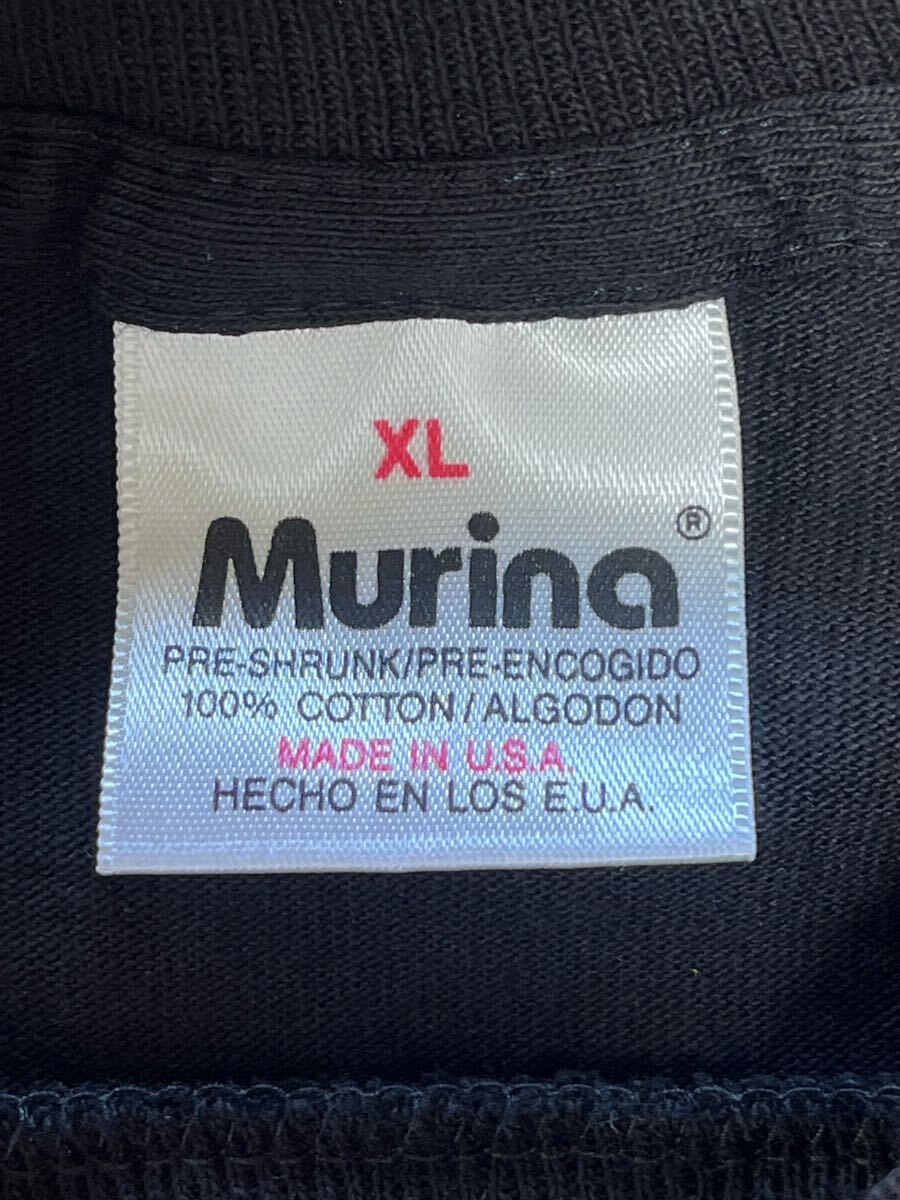 XL
Murina®
PRE-SHRUNK/PRE-ENCOGIDO
100% COTTON/ALGODON
MADE IN U.S.A.
HECHO EN LOS E.U.A.